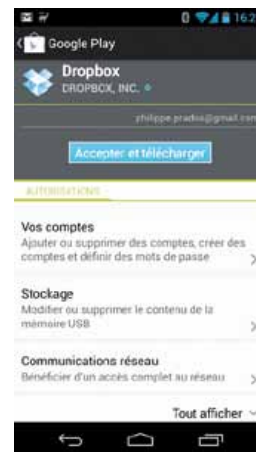 16:2
Google Play
Dropbox
DROPBOX, INC.
philippe.prados@gmail.com
Accepter et télécharger
AUTORISATIONS
Vos comptes
Ajouter ou supprimer des comptes, créer des
comptes et définir des mots de passe
Stockage
Modifier ou supprimer le contenu de la
mémoire USB
Communications réseau
Bénéficier d'un accès complet au réseau
Tout afficher